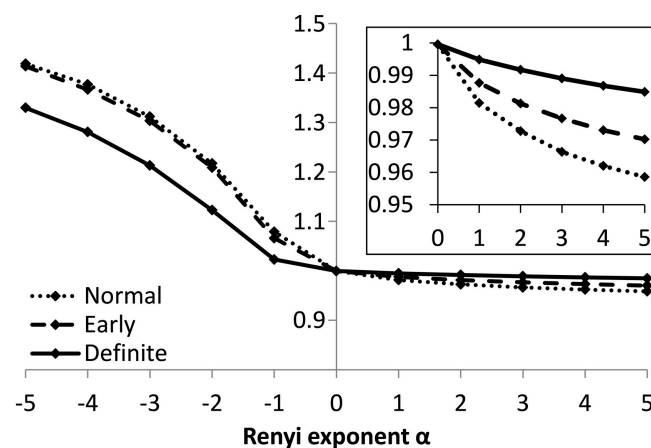 1.5
1.4
1.3
1.2
1.1
0.9
1
0.99
0.98
0.97
0.96
0.95
0 1 2 3 4 5
Normal
Early
Definite
-5 -4 -3 -2 -1 0 1 2 3 4 5
Renyi exponent α